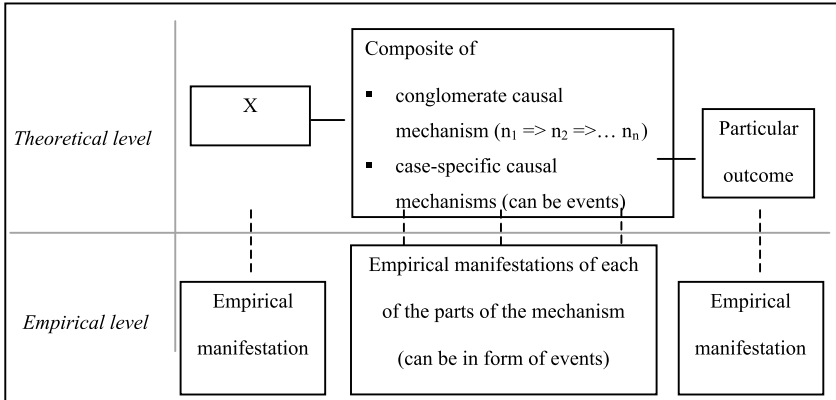 Theoretical level
X
Composite of
▪ conglomerate causal
mechanism (n₁ => n₂ =>… nₙ)
▪ case-specific causal
mechanisms (can be events)
Particular
outcome
Empirical level
Empirical
manifestation
Empirical manifestations of each
of the parts of the mechanism
(can be in form of events)
Empirical
manifestation